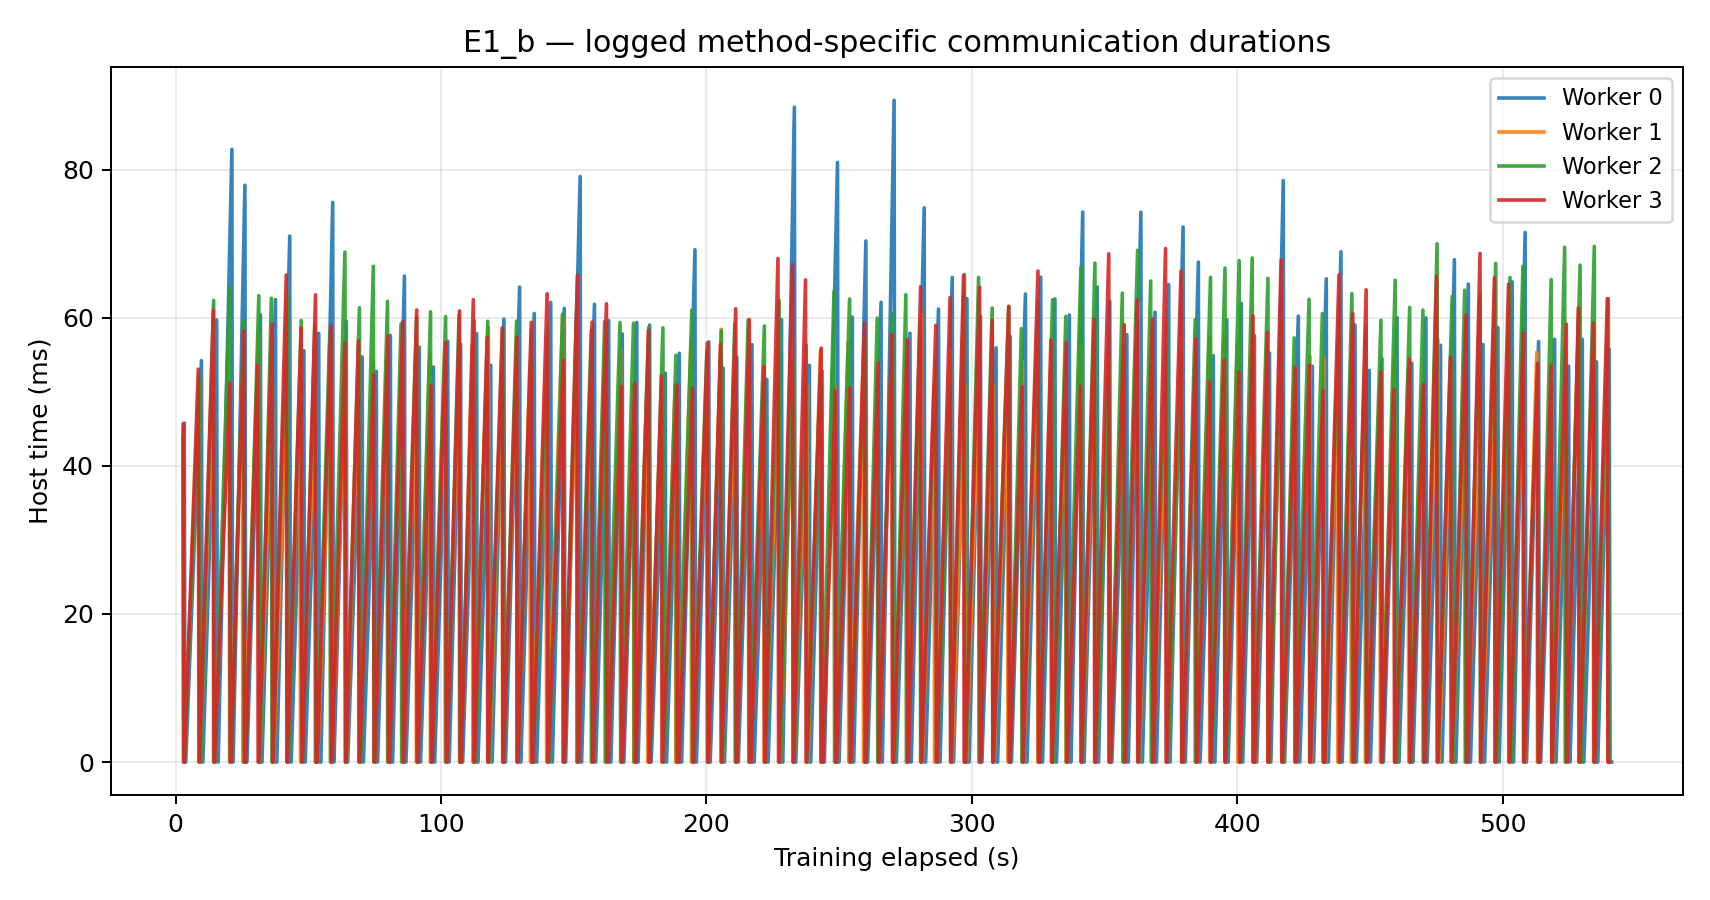 E1_b — logged method-specific communication durations
Worker 0
Worker 1
Worker 2
Worker 3
80
60
40
20
0
Host time (ms)
0 100 200 300 400 500
Training elapsed (s)